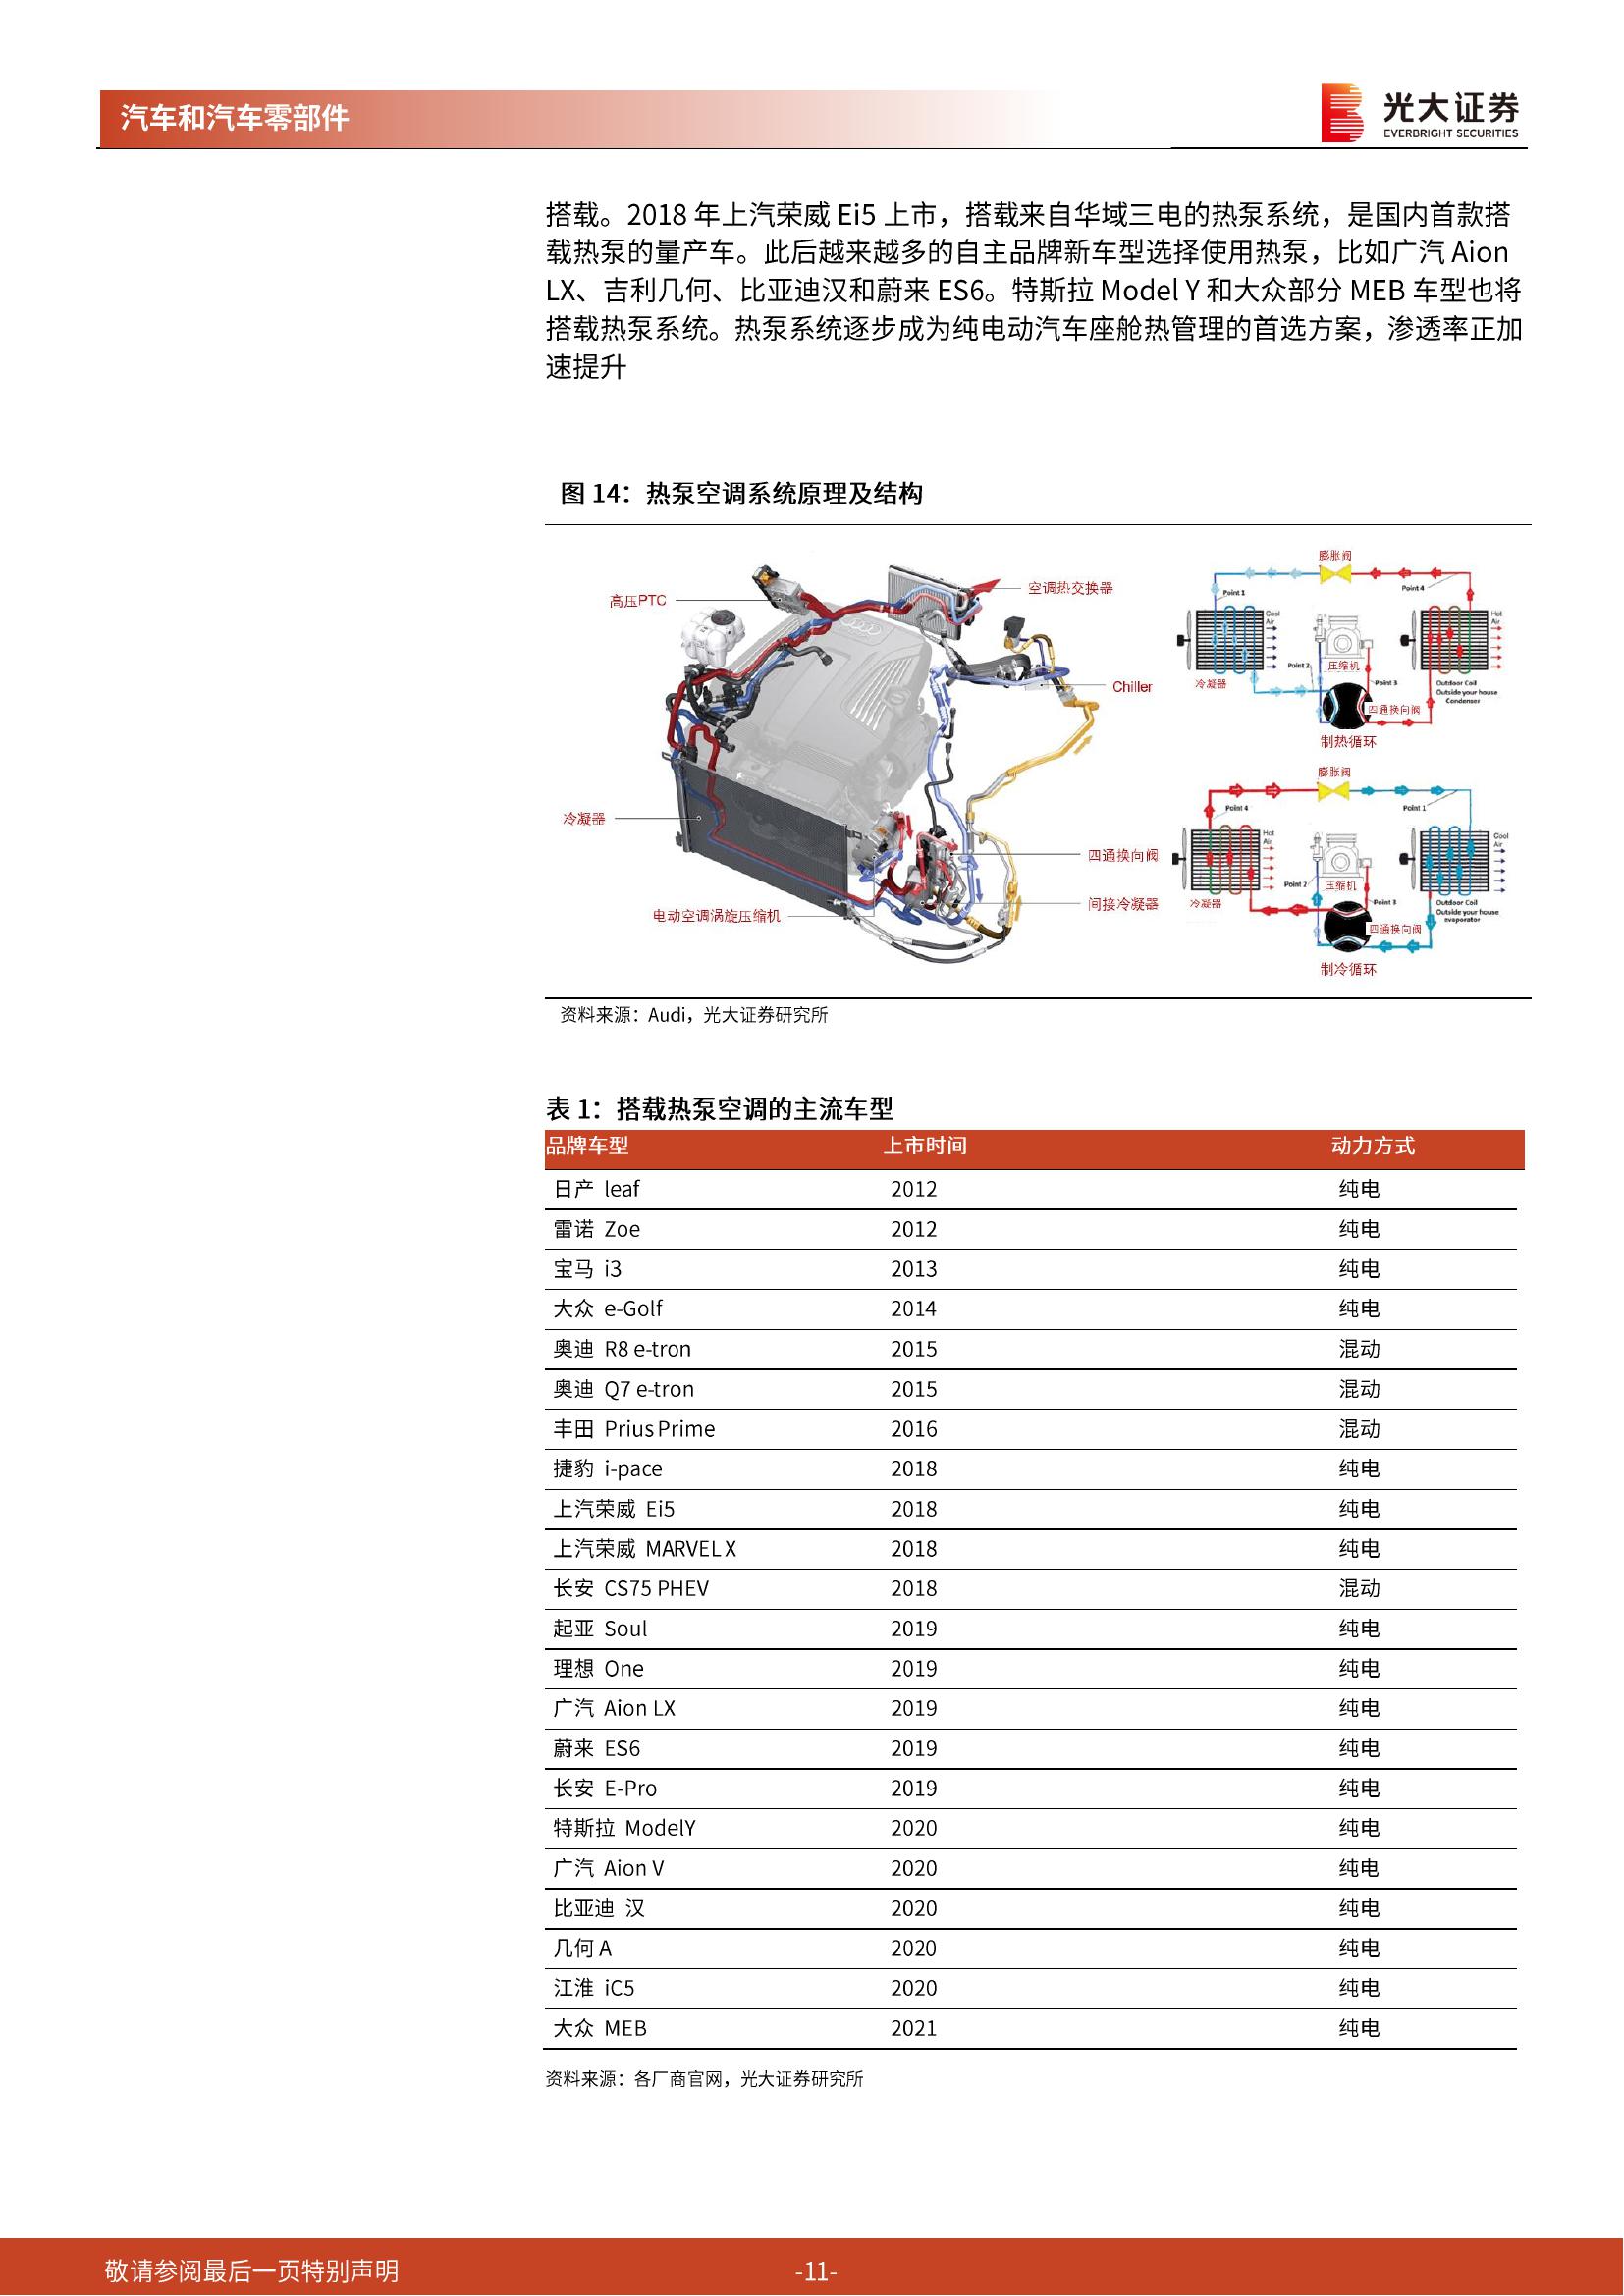 汽车和汽车零部件
光大证券
EVERBRIGHT SECURITIES
搭载。2018 年上汽荣威 Ei5 上市，搭载来自华域三电的热泵系统，是国内首款搭
载热泵的量产车。此后越来越多的自主品牌新车型选择使用热泵，比如广汽 Aion
LX、吉利几何、比亚迪汉和蔚来 ES6。特斯拉 Model Y 和大众部分 MEB 车型也将
搭载热泵系统。热泵系统逐步成为纯电动汽车座舱热管理的首选方案，渗透率正加
速提升
图 14：热泵空调系统原理及结构
高压PTC
空调热交换器
Chiller
冷凝器
四通换向阀
间接冷凝器
电动空调涡旋压缩机
膨胀阀
Point 1
Point 4
Cool
Air
Hot
Air
Point 2
压缩机
冷凝器
Point 3
Outdoor Coil
Outside your house
Condenser
四通换向阀
制热循环
膨胀阀
Point 4
Point 1
Hot
Air
Cool
Air
Point 2
压缩机
冷凝器
Point 3
Outdoor Coil
Outside your house
evaporator
四通换向阀
制冷循环
资料来源：Audi，光大证券研究所
表 1：搭载热泵空调的主流车型
品牌车型 上市时间 动力方式
日产 leaf 2012 纯电
雷诺 Zoe 2012 纯电
宝马 i3 2013 纯电
大众 e-Golf 2014 纯电
奥迪 R8 e-tron 2015 混动
奥迪 Q7 e-tron 2015 混动
丰田 Prius Prime 2016 混动
捷豹 i-pace 2018 纯电
上汽荣威 Ei5 2018 纯电
上汽荣威 MARVEL X 2018 纯电
长安 CS75 PHEV 2018 混动
起亚 Soul 2019 纯电
理想 One 2019 纯电
广汽 Aion LX 2019 纯电
蔚来 ES6 2019 纯电
长安 E-Pro 2019 纯电
特斯拉 ModelY 2020 纯电
广汽 Aion V 2020 纯电
比亚迪 汉 2020 纯电
几何 A 2020 纯电
江淮 iC5 2020 纯电
大众 MEB 2021 纯电
资料来源：各厂商官网，光大证券研究所
敬请参阅最后一页特别声明
-11-